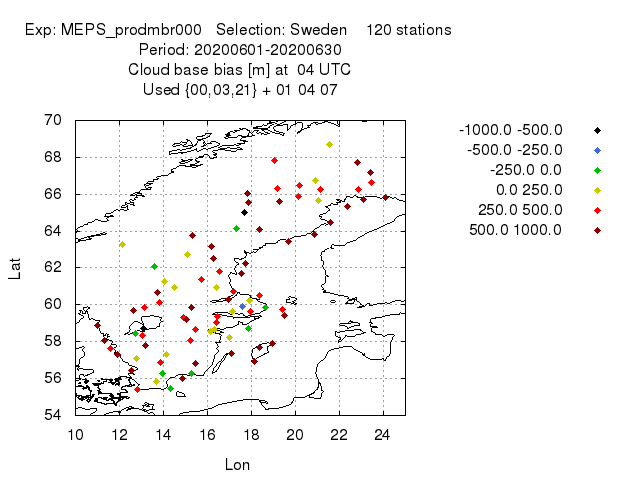 Exp: MEPS_prodmbr000 Selection: Sweden 120 stations
Period: 20200601-20200630
Cloud base bias [m] at 04 UTC
Used {00,03,21} + 01 04 07
-1000.0 -500.0
-500.0 -250.0
-250.0 0.0
0.0 250.0
250.0 500.0
500.0 1000.0
70
68
66
64
62
60
58
56
54
Lat
10 12 14 16 18 20 22 24
Lon